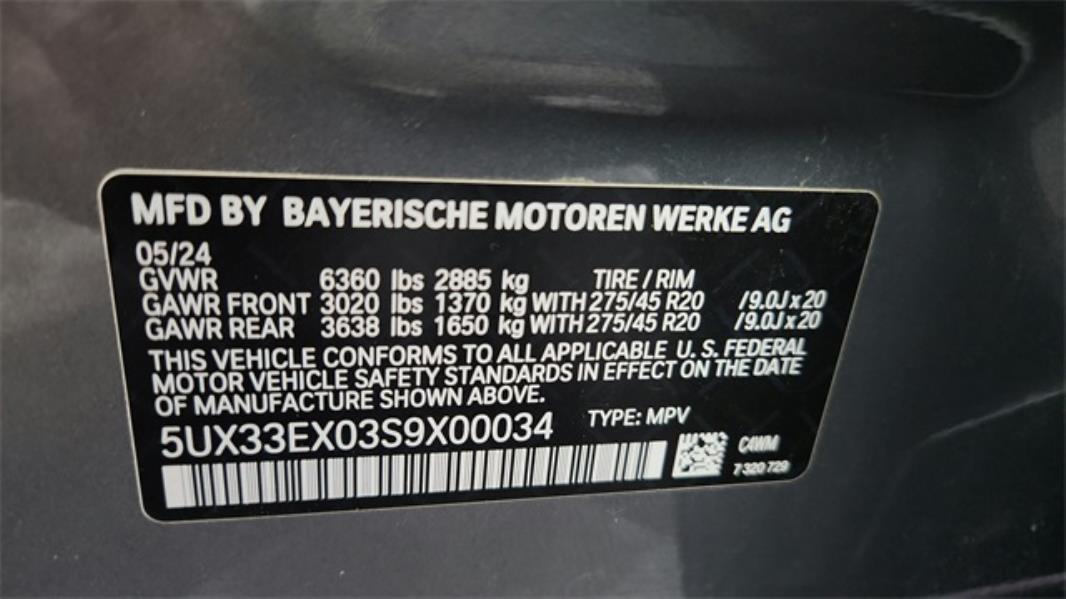 MFD BY BAYERISCHE MOTOREN WERKE AG
05/24
GVWR 6360 lbs 2885 kg TIRE / RIM
GAWR FRONT 3020 lbs 1370 kg WITH 275/45 R20 /9.0J x 20
GAWR REAR 3638 lbs 1650 kg WITH 275/45 R20 /9.0J x 20
THIS VEHICLE CONFORMS TO ALL APPLICABLE U. S. FEDERAL
MOTOR VEHICLE SAFETY STANDARDS IN EFFECT ON THE DATE
OF MANUFACTURE SHOWN ABOVE.
5UX33EX03S9X00034 TYPE: MPV
C4WM
7 320 729